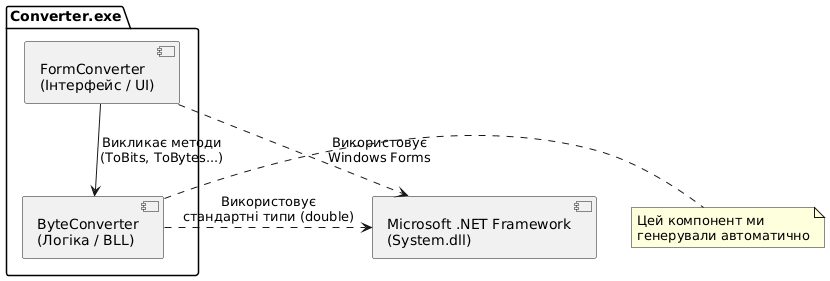 Converter.exe
FormConverter
(Інтерфейс / UI)
Викликає методи
(ToBits, ToBytes...)
Використовує
Windows Forms
ByteConverter
(Логіка / BLL)
Використовує
стандартні типи (double)
Microsoft .NET Framework
(System.dll)
Цей компонент ми
генерували автоматично